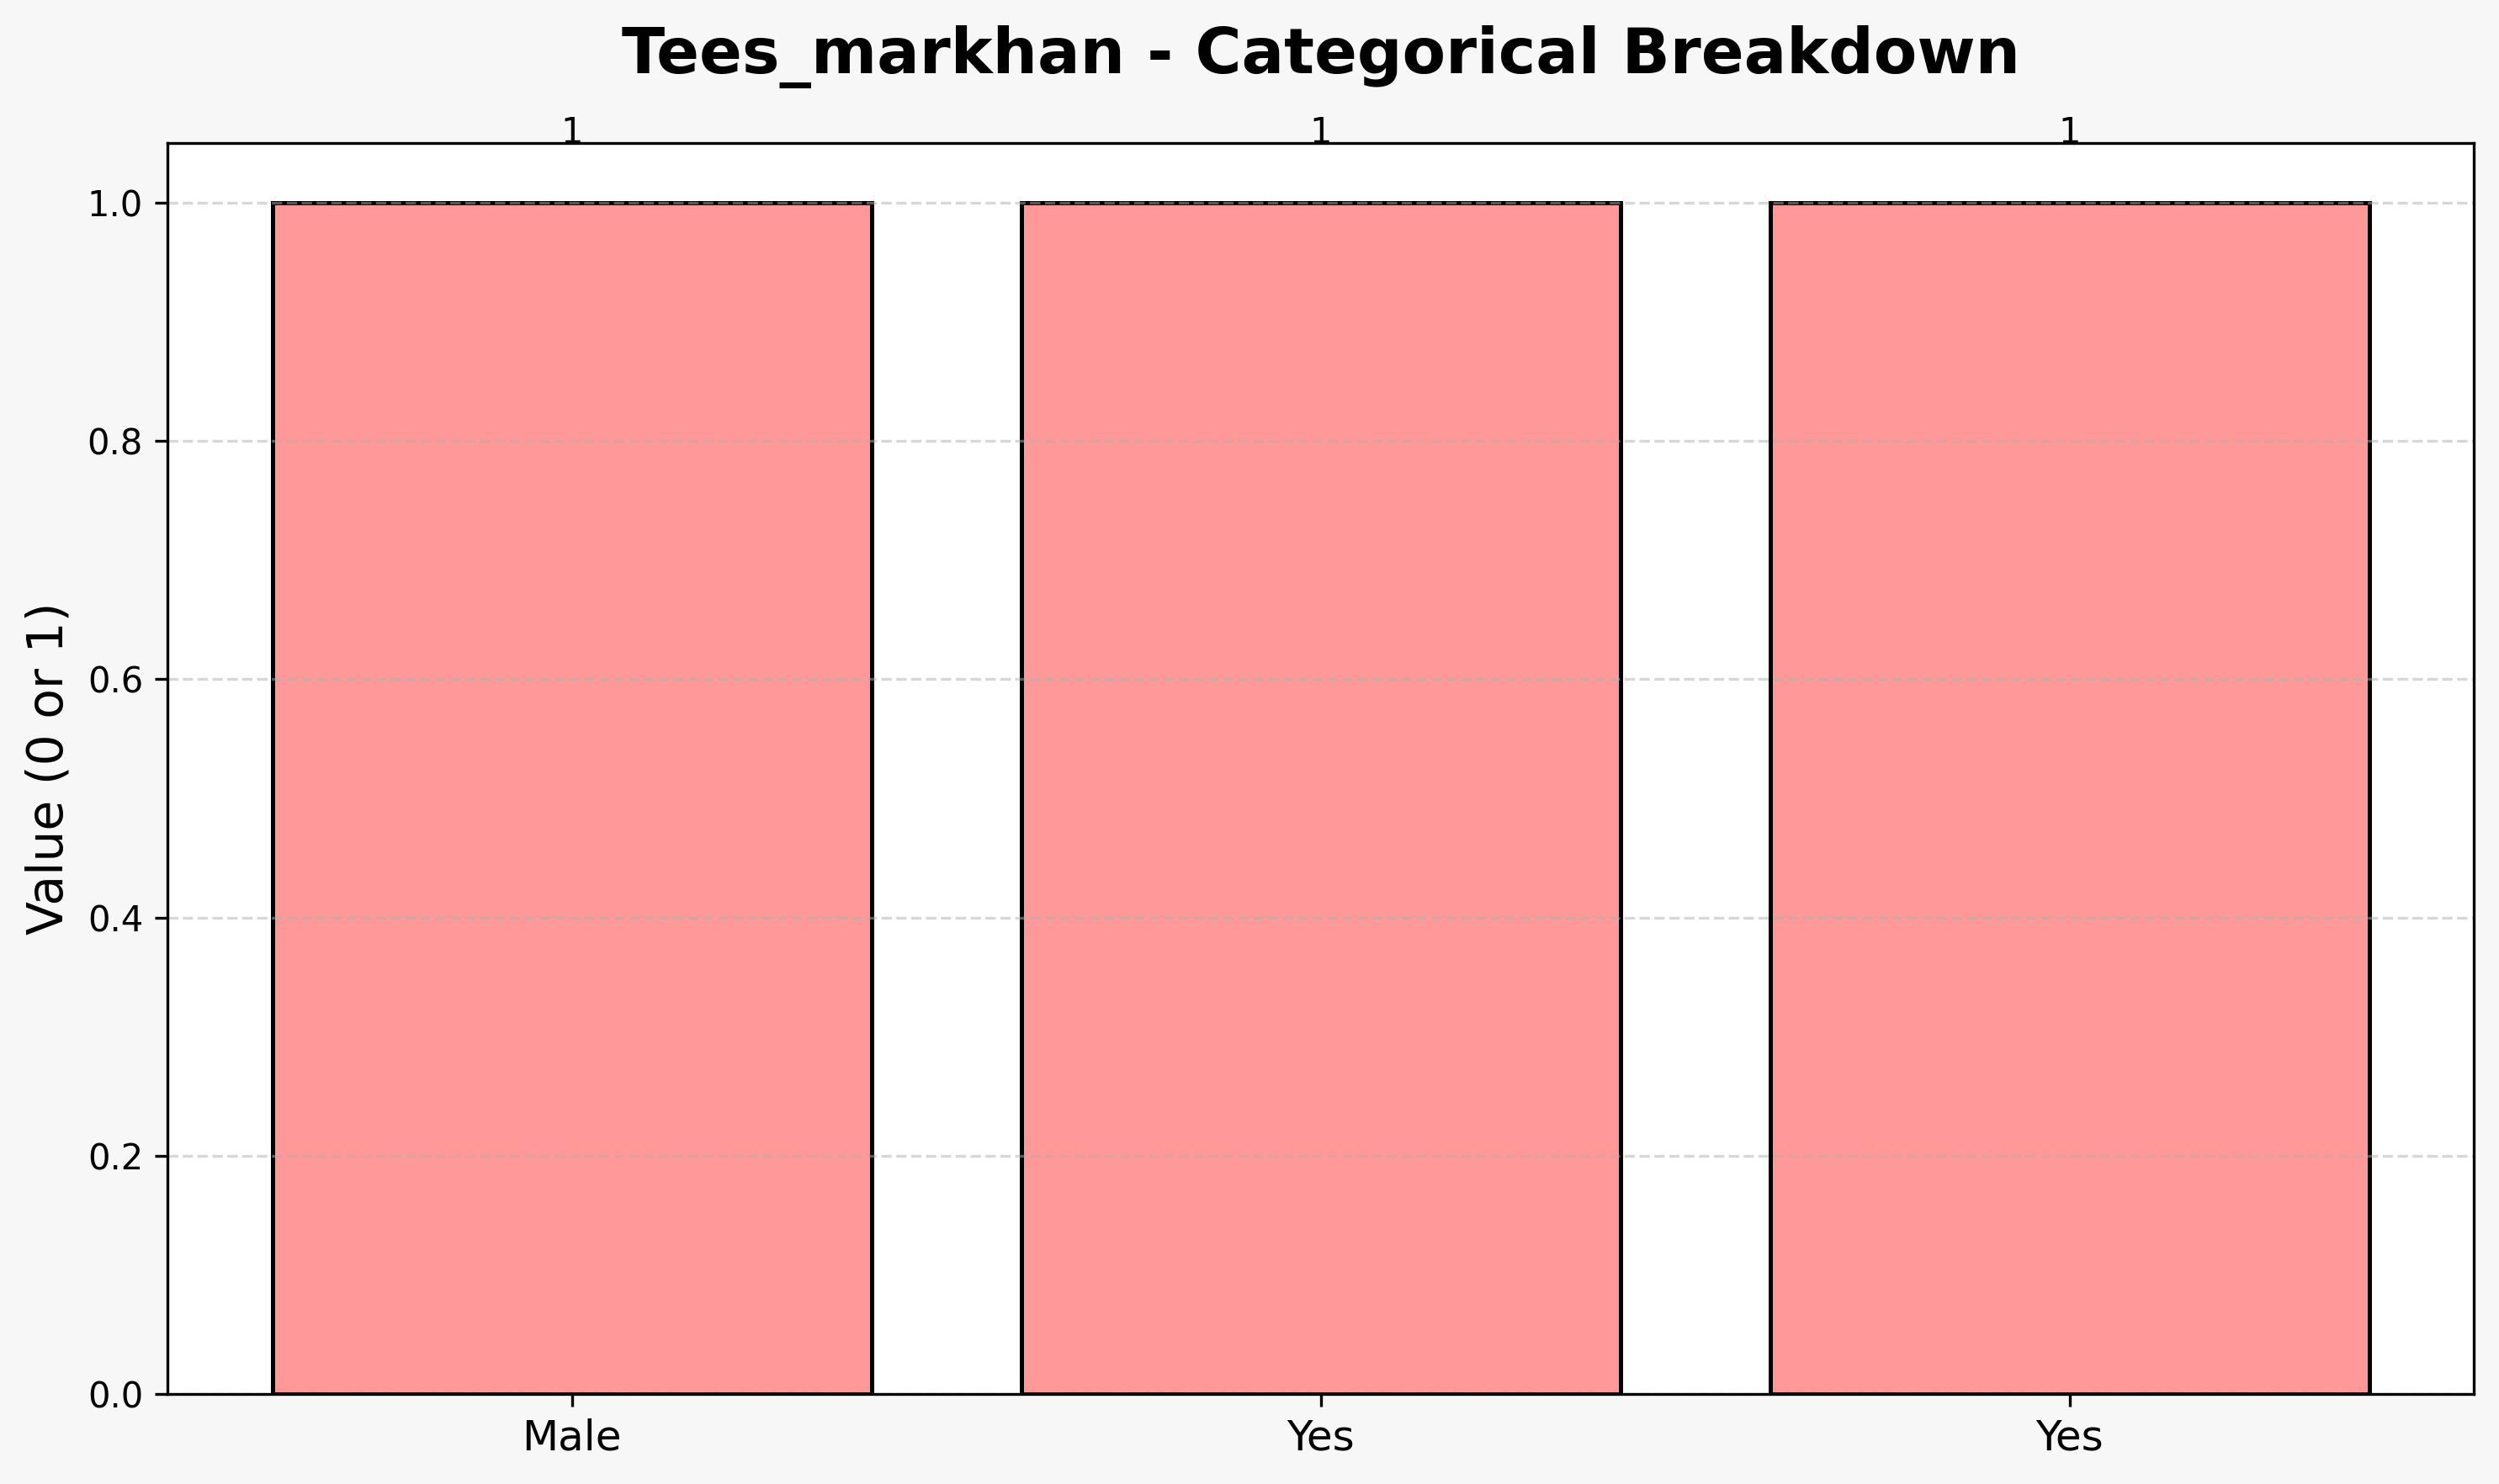 Tees_markhan - Categorical Breakdown
1 1 1
1.0
0.8
0.6
0.4
0.2
0.0
Value (0 or 1)
Male Yes Yes